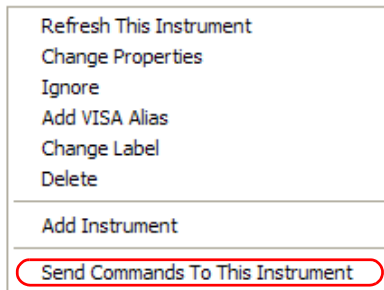 Refresh This Instrument
Change Properties
Ignore
Add VISA Alias
Change Label
Delete
Add Instrument
Send Commands To This Instrument